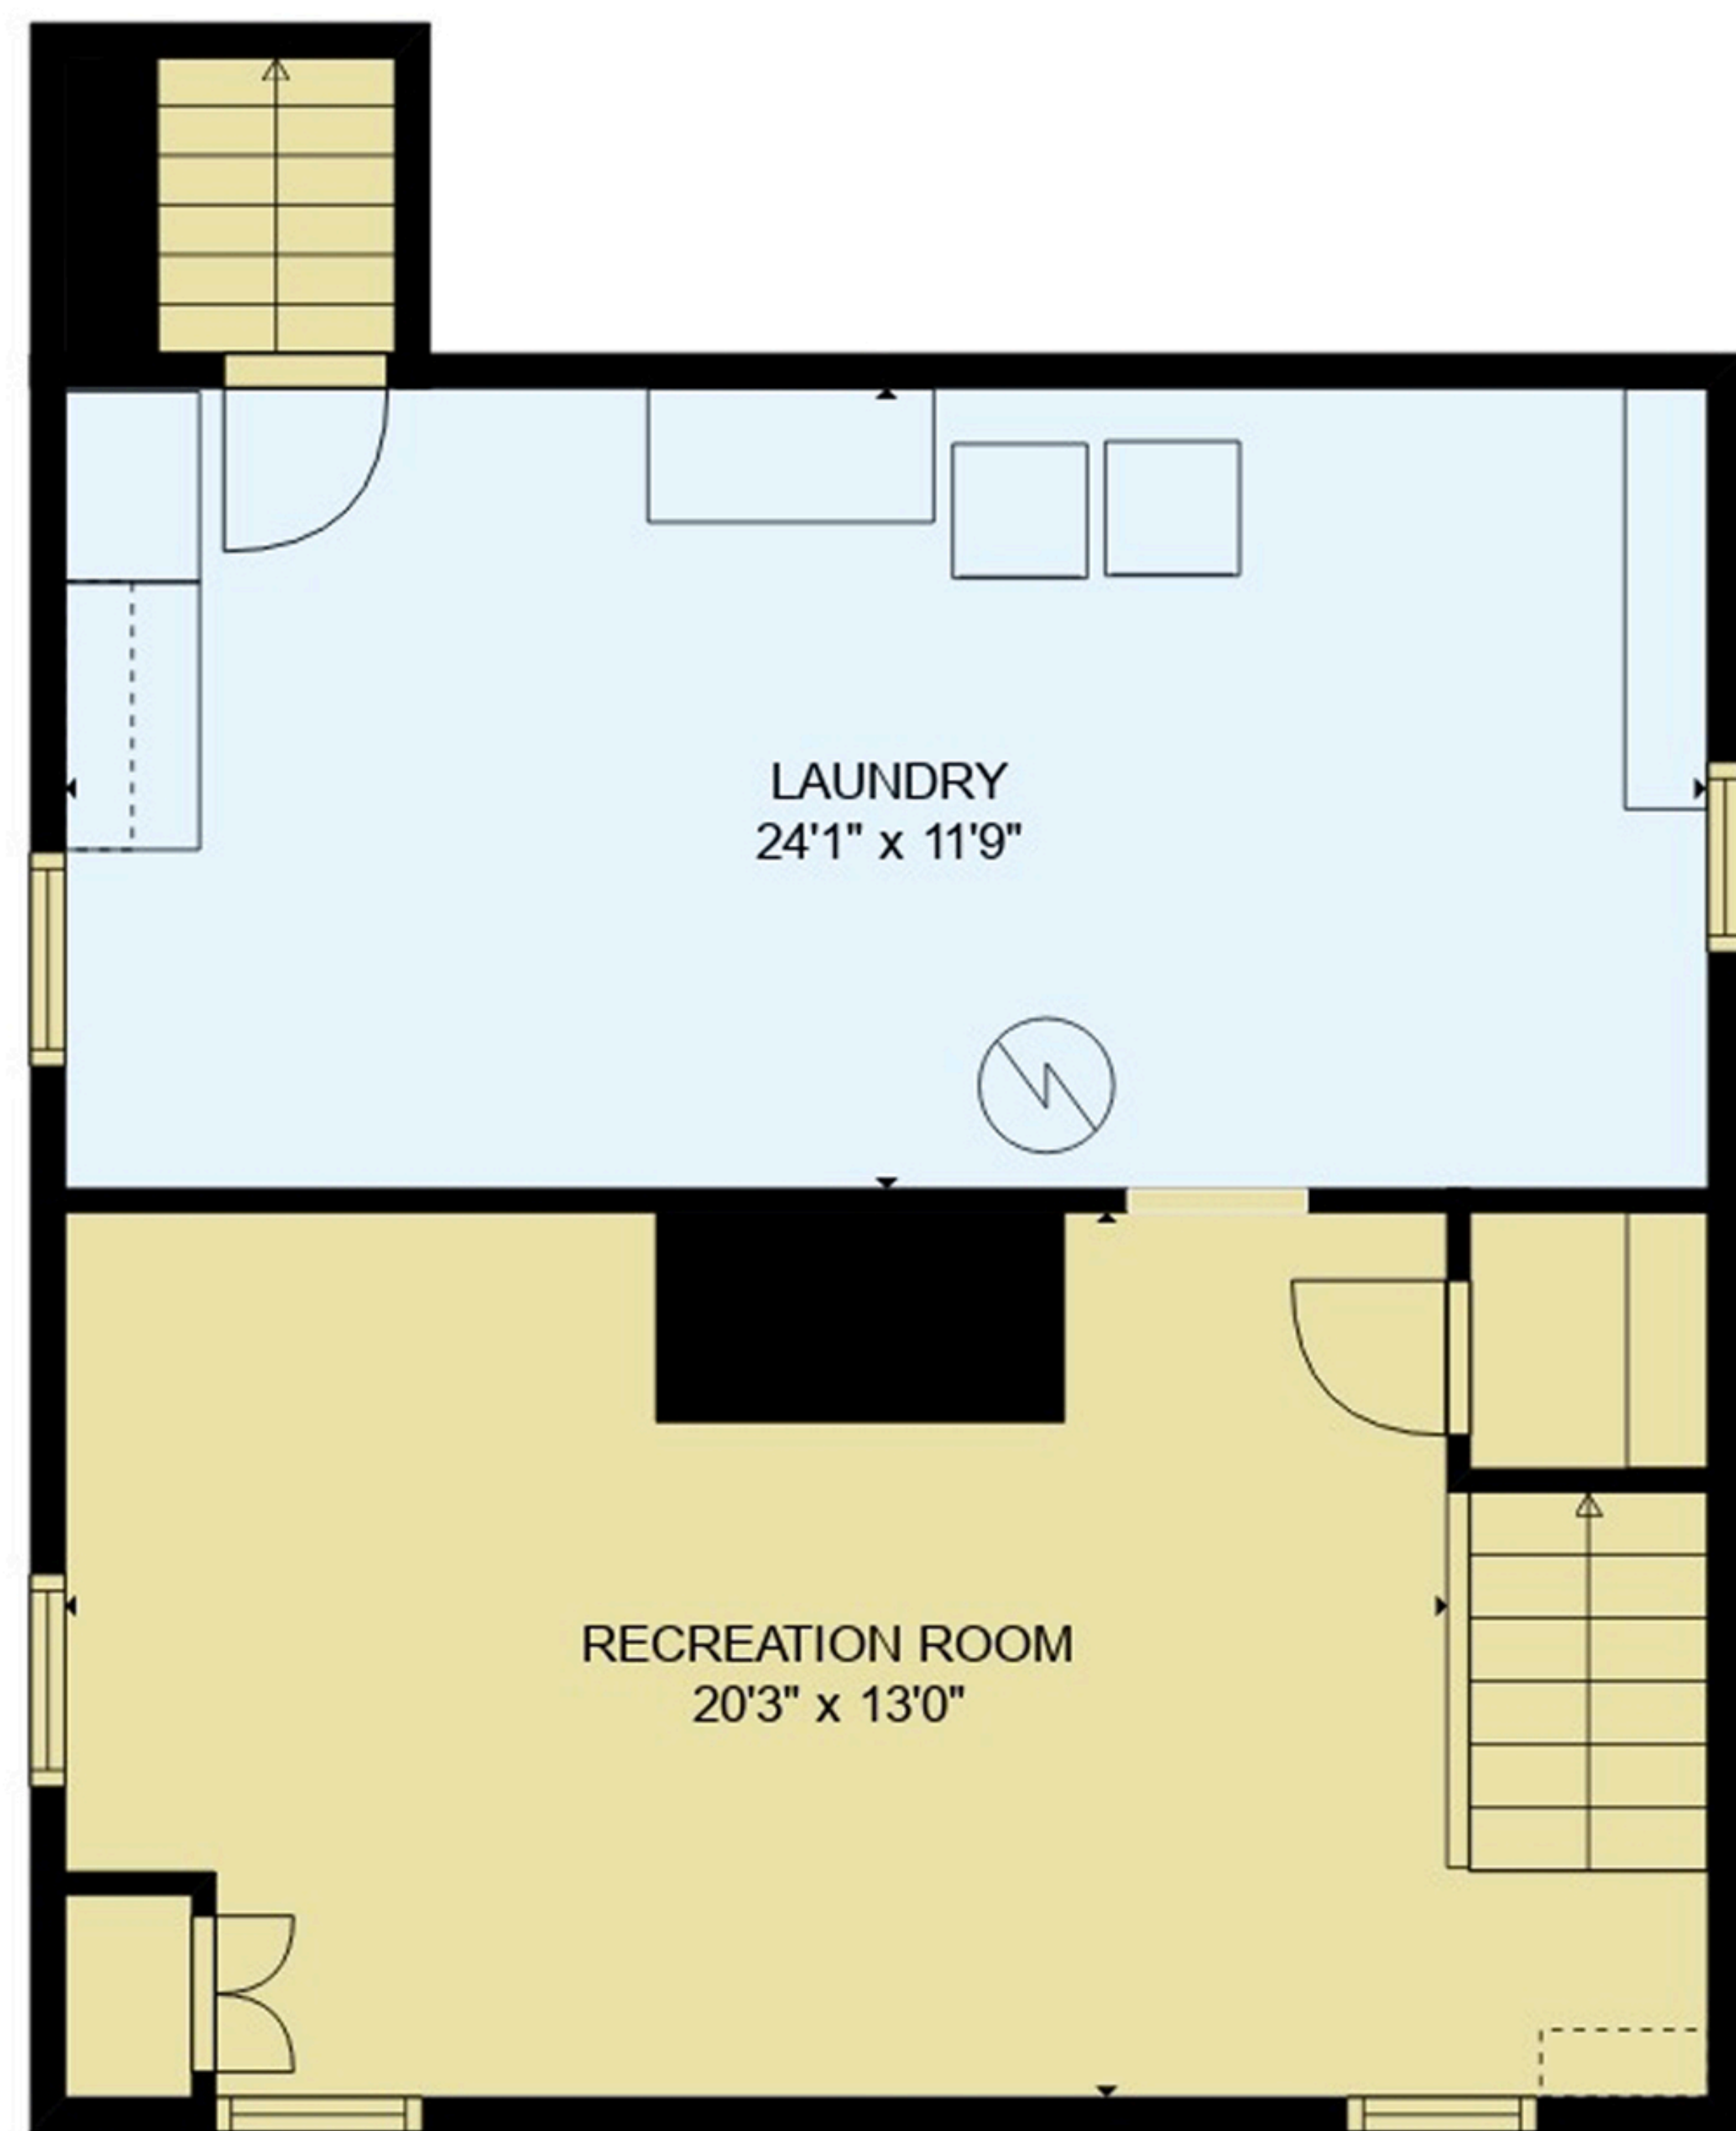 LAUNDRY
24'1" x 11'9"
RECREATION ROOM
20'3" x 13'0"